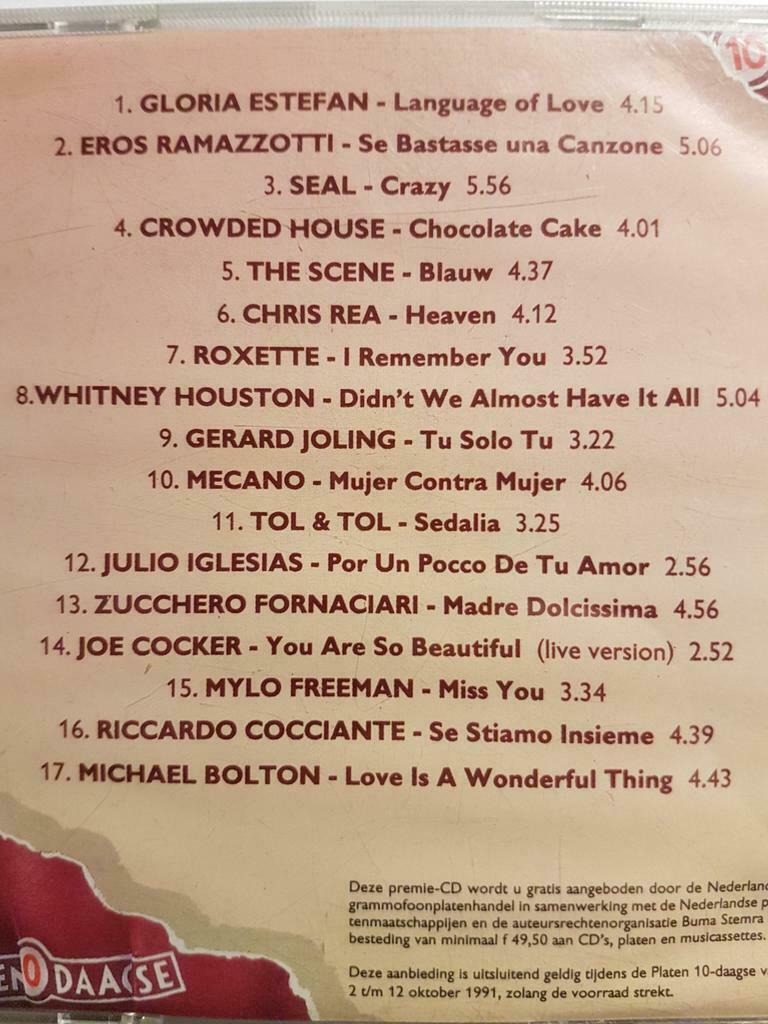 10
1. GLORIA ESTEFAN - Language of Love 4.15
2. EROS RAMAZZOTTI - Se Bastasse una Canzone 5.06
3. SEAL - Crazy 5.56
4. CROWDED HOUSE - Chocolate Cake 4.01
5. THE SCENE - Blauw 4.37
6. CHRIS REA - Heaven 4.12
7. ROXETTE - I Remember You 3.52
8.WHITNEY HOUSTON - Didn't We Almost Have It All 5.04
9. GERARD JOLING - Tu Solo Tu 3.22
10. MECANO - Mujer Contra Mujer 4.06
11. TOL & TOL - Sedalia 3.25
12. JULIO IGLESIAS - Por Un Pocco De Tu Amor 2.56
13. ZUCCHERO FORNACIARI - Madre Dolcissima 4.56
14. JOE COCKER - You Are So Beautiful (live version) 2.52
15. MYLO FREEMAN - Miss You 3.34
16. RICCARDO COCCIANTE - Se Stiamo Insieme 4.39
17. MICHAEL BOLTON - Love Is A Wonderful Thing 4.43
Deze premie-CD wordt u gratis aangeboden door de Nederland
grammofoonplatenhandel in samenwerking met de Nederlandse p
tenmaatschappijen en de auteursrechtenorganisatie Buma Stemra
besteding van minimaal f 49,50 aan CD's, platen en musicassettes.
Deze aanbieding is uitsluitend geldig tijdens de Platen 10-daagse v
2 t/m 12 oktober 1991, zolang de voorraad strekt.
EN 0 DAAGSE